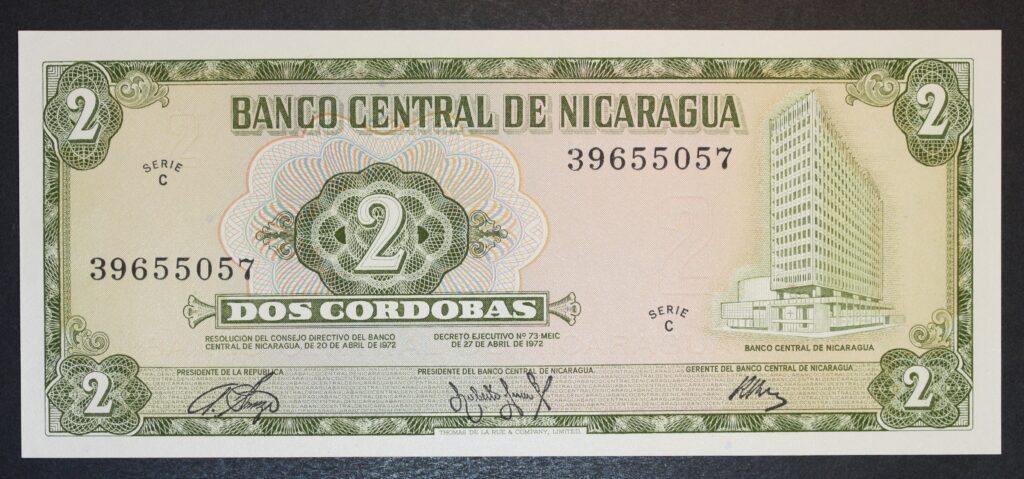 2 2
BANCO CENTRAL DE NICARAGUA
39655057
SERIE
C
2
39655057
DOS CORDOBAS
SERIE
C
RESOLUCION DEL CONSEJO DIRECTIVO DEL BANCO
CENTRAL DE NICARAGUA, DE 20 DE ABRIL DE 1972
DECRETO EJECUTIVO Nº 73-MEIC
DE 27 DE ABRIL DE 1972
BANCO CENTRAL DE NICARAGUA
PRESIDENTE DE LA REPUBLICA
PRESIDENTE DEL BANCO CENTRAL DE NICARAGUA
GERENTE DEL BANCO CENTRAL DE NICARAGUA
2 2
THOMAS DE LA RUE & COMPANY, LIMITED.